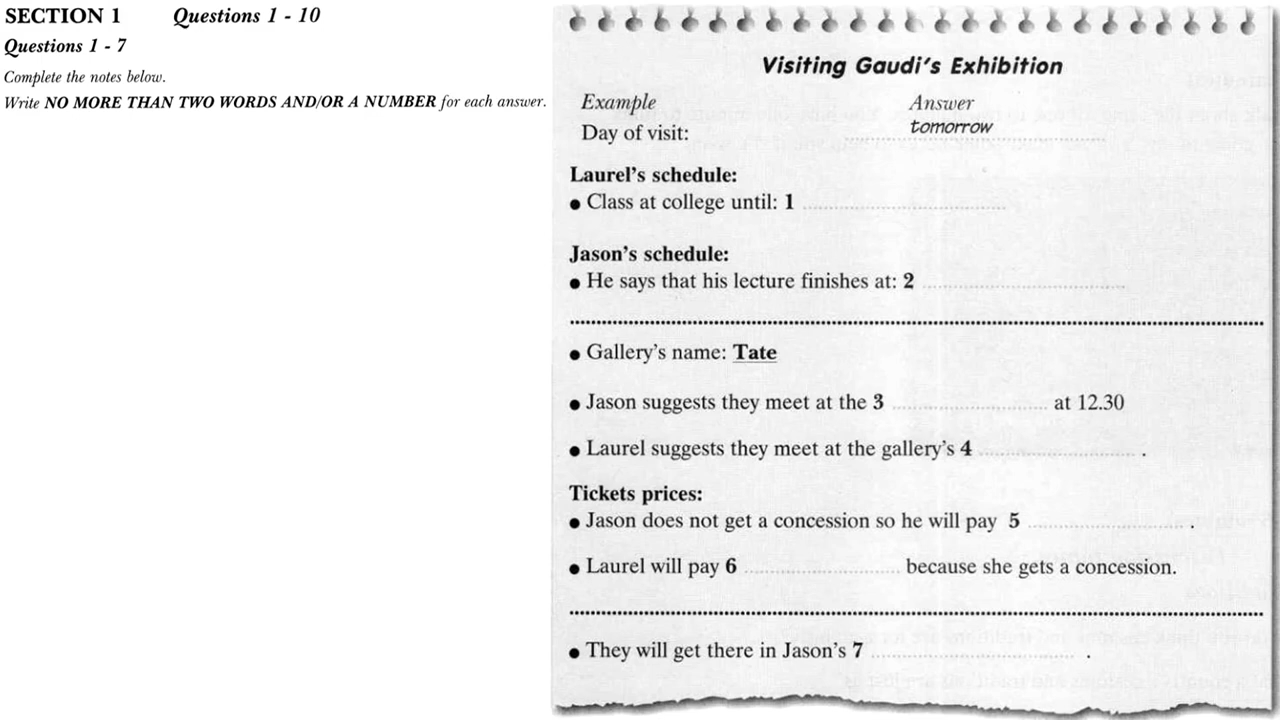 SECTION 1 Questions 1 - 10
Questions 1 - 7
Complete the notes below.
Write NO MORE THAN TWO WORDS AND/OR A NUMBER for each answer.
Visiting Gaudi's Exhibition
Example Answer
Day of visit: tomorrow
Laurel's schedule:
● Class at college until: 1
Jason's schedule:
● He says that his lecture finishes at: 2
● Gallery's name: Tate
● Jason suggests they meet at the 3 at 12.30
● Laurel suggests they meet at the gallery's 4 .
Tickets prices:
● Jason does not get a concession so he will pay 5 .
● Laurel will pay 6 because she gets a concession.
● They will get there in Jason's 7 .